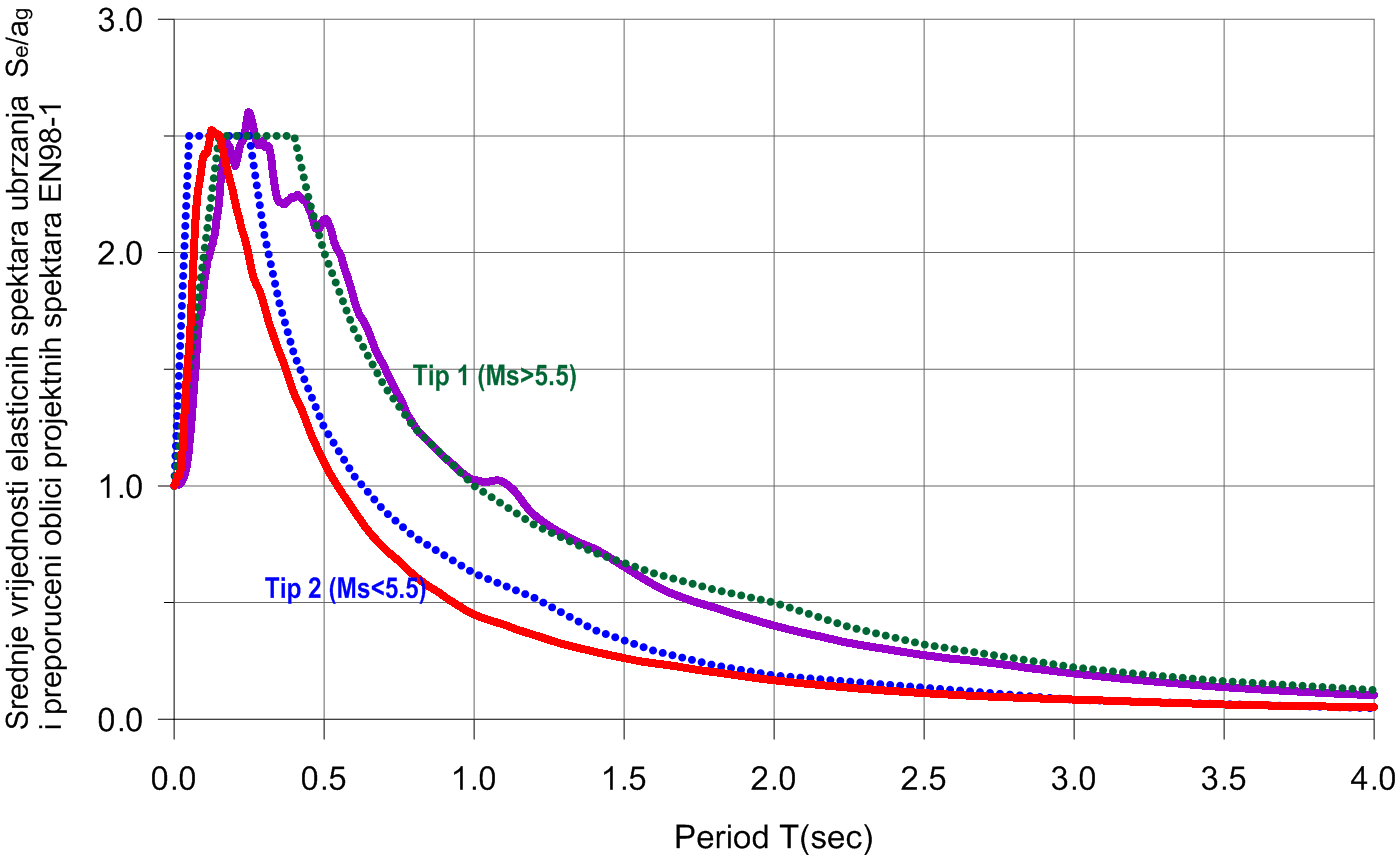 Srednje vrijednosti elasticnih spektara ubrzanja Se/ag
i preporuceni oblici projektnih spektara EN98-1
3.0
2.0
1.0
0.0
Tip 1 (Ms>5.5)
Tip 2 (Ms<5.5)
0.0 0.5 1.0 1.5 2.0 2.5 3.0 3.5 4.0
Period T(sec)